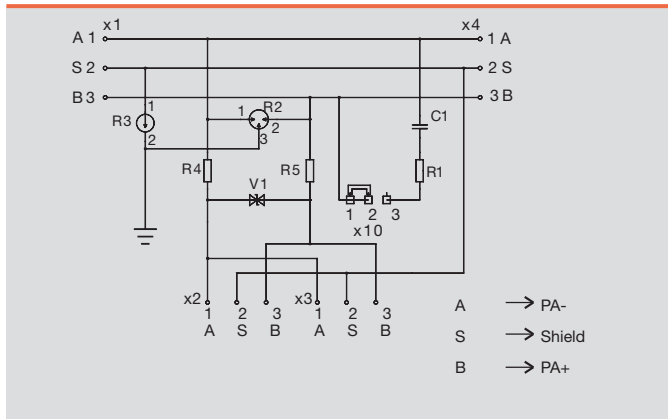 x1 x4
A 1 1 A
S 2 2 S
B 3 3 B
1 R2 C1
R3 1 2
2 3
R4 R5 R1
V1
1 2 3
x10
x2 x3
1 2 3 1 2 3
A S B A S B
A → PA-
S → Shield
B → PA+